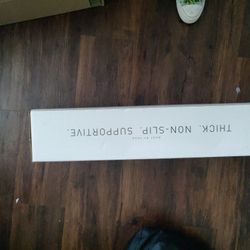 THICK. NON-SLIP. SUPPORTIVE.